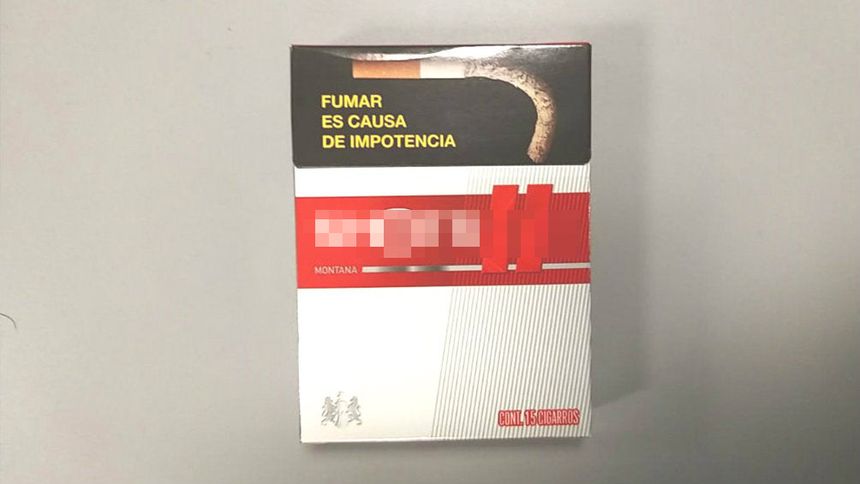 FUMAR
ES CAUSA
DE IMPOTENCIA
MONTANA
CONT. 15 CIGARROS